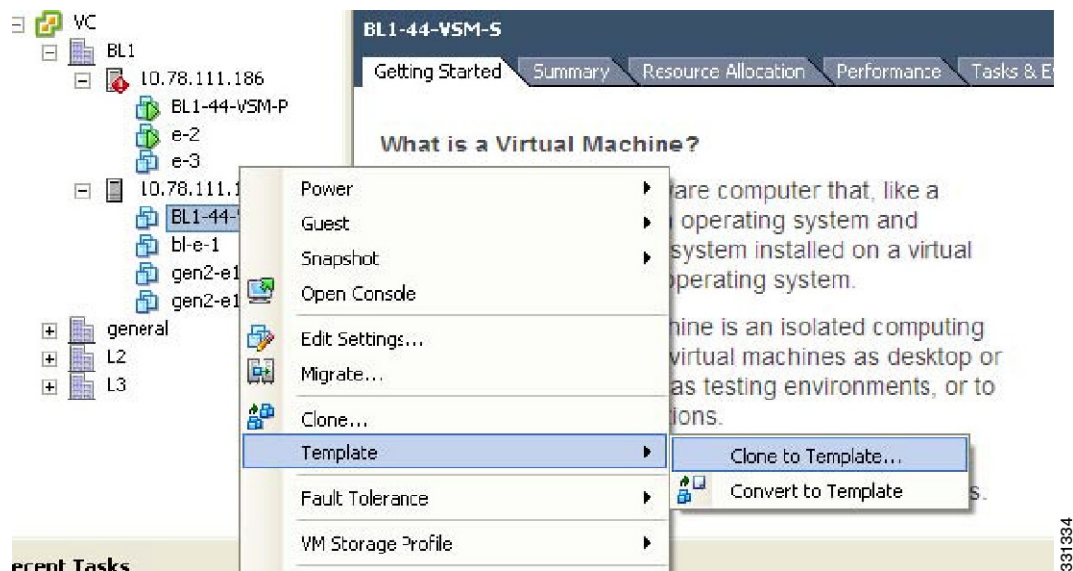 VC
BL1
10.78.111.186
BL1-44-VSM-P
e-2
e-3
10.78.111.1
BL1-44-
bl-e-1
gen2-e1
gen2-e1
general
L2
L3
BL1-44-VSM-S
Getting Started Summary Resource Allocation Performance Tasks & E
What is a Virtual Machine?
are computer that, like a
operating system and
system installed on a virtual
operating system.
hine is an isolated computing
virtual machines as desktop or
as testing environments, or to
ions.
s.
Power
Guest
Snapshot
Open Console
Edit Settings...
Migrate...
Clone...
Template
Fault Tolerance
VM Storage Profile
Clone to Template...
Convert to Template
ecent Tasks
331334